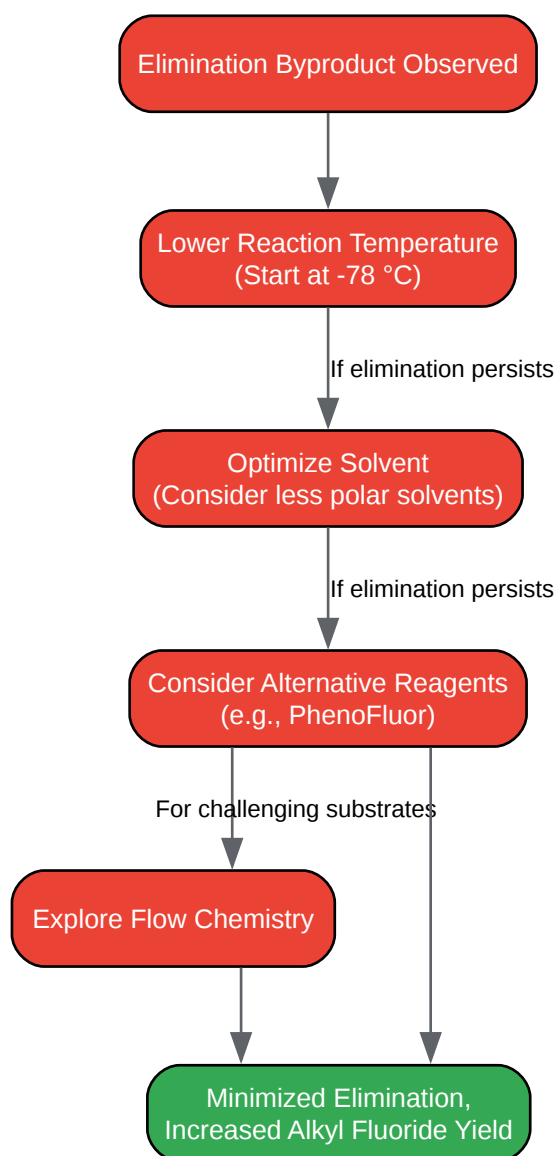 Elimination Byproduct Observed
Lower Reaction Temperature
(Start at -78 °C)
If elimination persists
Optimize Solvent
(Consider less polar solvents)
If elimination persists
Consider Alternative Reagents
(e.g., PhenoFluor)
For challenging substrates
Explore Flow Chemistry
Minimized Elimination,
Increased Alkyl Fluoride Yield